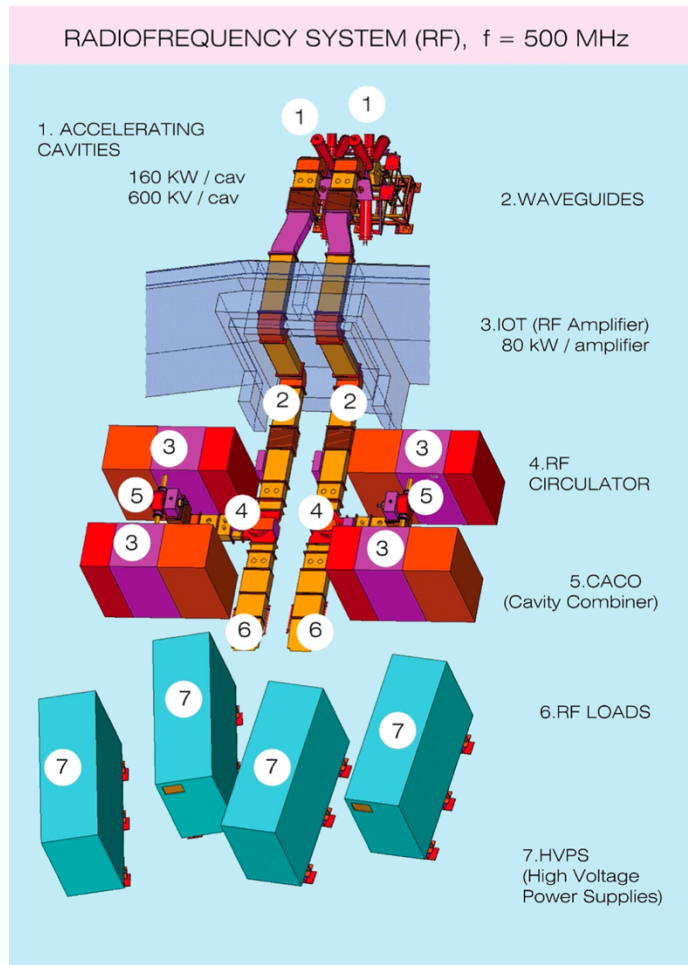 RADIOFREQUENCY SYSTEM (RF), f = 500 MHz
1
1
1. ACCELERATING
CAVITIES
160 KW / cav
600 KV / cav
2.WAVEGUIDES
3.IOT (RF Amplifier)
80 kW / amplifier
2
2
3
3
4.RF
CIRCULATOR
5
5
4
4
3
3
5.CACO
(Cavity Combiner)
6
6
7
7
7
7
6.RF LOADS
7.HVPS
(High Voltage
Power Supplies)